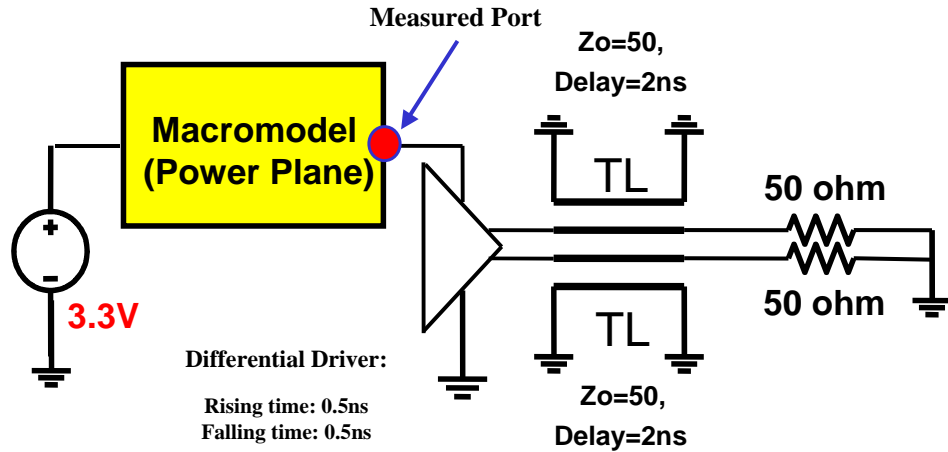 Measured Port
Zo=50,
Delay=2ns
Macromodel
(Power Plane)
TL
50 ohm
+
−
3.3V
50 ohm
TL
Differential Driver:
Rising time: 0.5ns
Falling time: 0.5ns
Zo=50,
Delay=2ns